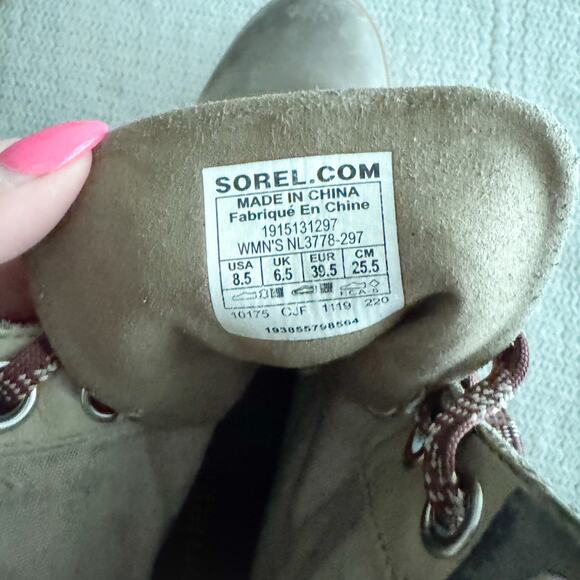 SOREL.COM
MADE IN CHINA
Fabriqué En Chine
1915131297
WMN'S NL3778-297
USA UK EUR CM
8.5 6.5 39.5 25.5
10175 CJF 1119 220
193855798564